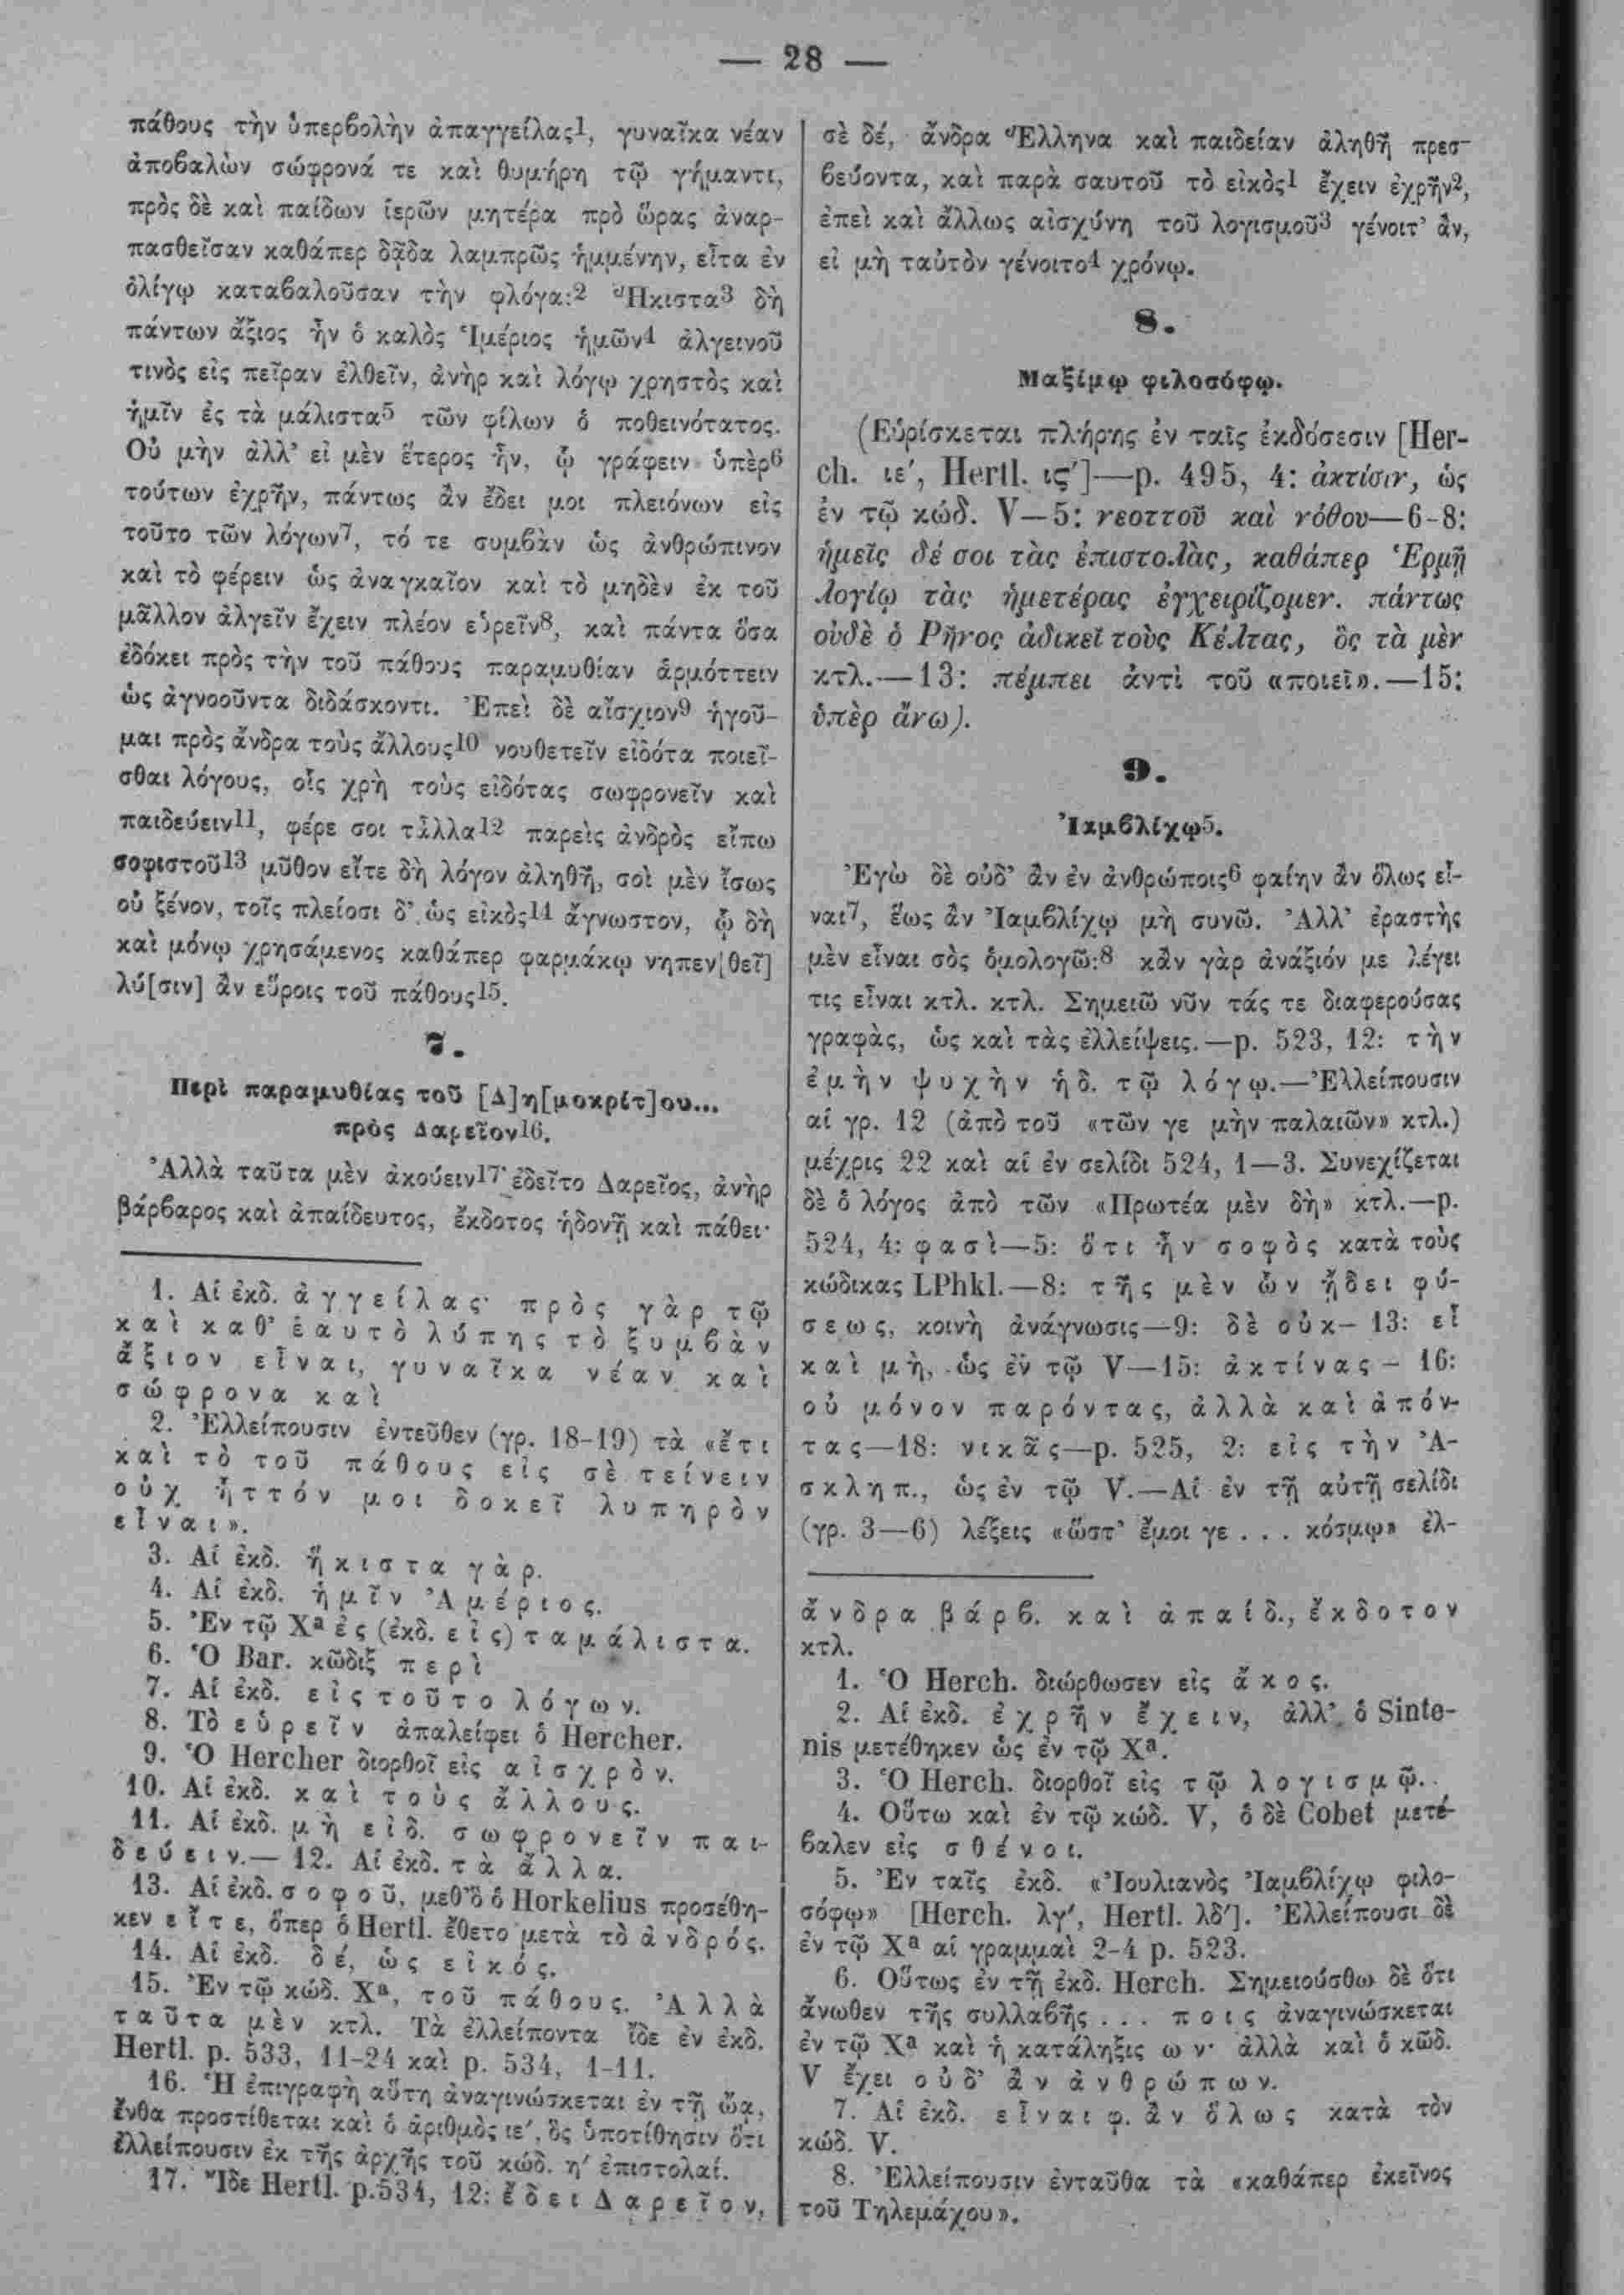 — 28 —
πάθους τὴν ὑπερβολὴν ἀπαγγείλας1, γυναῖκα νέαν
ἀποβαλὼν σώφρονά τε καὶ θυμήρη τῷ γήμαντι,
πρὸς δὲ καὶ παίδων ἱερῶν μητέρα πρὸ ὥρας ἀναρ-
πασθεῖσαν καθάπερ δᾷδα λαμπρῶς ἡμμένην, εἶτα ἐν
ὀλίγῳ καταβαλοῦσαν τὴν φλόγα:2 Ἥκιστα3 δὴ
πάντων ἄξιος ἦν ὁ καλὸς Ἱμέριος ἡμῶν4 ἀλγεινοῦ
τινὸς εἰς πεῖραν ἐλθεῖν, ἀνὴρ καὶ λόγῳ χρηστὸς καὶ
ἡμῖν ἐς τὰ μάλιστα5 τῶν φίλων ὁ ποθεινότατος.
Οὐ μὴν ἀλλ’ εἰ μὲν ἕτερος ἦν, ᾧ γράφειν ὑπὲρ6
τούτων ἐχρῆν, πάντως ἂν ἔδει μοι πλειόνων εἰς
τοῦτο τῶν λόγων7, τό τε συμβὰν ὡς ἀνθρώπινον
καὶ τὸ φέρειν ὡς ἀναγκαῖον καὶ τὸ μηδὲν ἐκ τοῦ
μᾶλλον ἀλγεῖν ἔχειν πλέον εὑρεῖν8, καὶ πάντα ὅσα
ἐδόκει πρὸς τὴν τοῦ πάθους παραμυθίαν ἁρμόττειν
ὡς ἀγνοοῦντα διδάσκοντι. Ἐπεὶ δὲ αἴσχιον9 ἡγοῦ-
μαι πρὸς ἄνδρα τοὺς ἄλλους10 νουθετεῖν εἰδότα ποιεῖ-
σθαι λόγους, οἷς χρὴ τοὺς εἰδότας σωφρονεῖν καὶ
παιδεύειν11, φέρε σοι τἆλλα12 παρεὶς ἀνδρὸς εἴπω
σοφιστοῦ13 μῦθον εἴτε δὴ λόγον ἀληθῆ, σοὶ μὲν ἴσως
οὐ ξένον, τοῖς πλείοσι δ’ ὡς εἰκὸς14 ἄγνωστον, ᾧ δὴ
καὶ μόνῳ χρησάμενος καθάπερ φαρμάκῳ νηπεν[θεῖ]
λύ[σιν] ἂν εὕροις τοῦ πάθους15.
7.
Περὶ παραμυθίας τοῦ [Δ]η[μοκρίτ]ου...
πρὸς Δαρεῖον16.
Ἀλλὰ ταῦτα μὲν ἀκούειν17 ἐδεῖτο Δαρεῖος, ἀνὴρ
βάρβαρος καὶ ἀπαίδευτος, ἔκδοτος ἡδονῇ καὶ πάθει·
1. Αἱ ἐκδ. ἀγγείλας· πρὸς γὰρ τῷ
καὶ καθ’ ἑαυτὸ λύπης τὸ ξυμβὰν
ἄξιον εἶναι, γυναῖκα νέαν καὶ
σώφρονα καὶ
2. Ἐλλείπουσιν ἐντεῦθεν (γρ. 18-19) τὰ «ἔτι
καὶ τὸ τοῦ πάθους εἰς σὲ τείνειν
οὐχ ἧττόν μοι δοκεῖ λυπηρὸν
εἶναι».
3. Αἱ ἐκδ. ἥκιστα γὰρ.
4. Αἱ ἐκδ. ἡμῖν Ἀμέριος.
5. Ἐν τῷ Χª ἐς (ἐκδ. εἰς) ταμάλιστα.
6. Ὁ Bar. κῶδιξ περὶ
7. Αἱ ἐκδ. εἰς τοῦτο λόγων.
8. Τὸ εὑρεῖν ἀπαλείφει ὁ Hercher.
9. Ὁ Hercher διορθοῖ εἰς αἰσχρὸν.
10. Αἱ ἐκδ. καὶ τοὺς ἄλλους.
11. Αἱ ἐκδ. μὴ εἰδ. σωφρονεῖν παι-
δεύειν.— 12. Αἱ ἐκδ. τὰ ἄλλα.
13. Αἱ ἐκδ. σοφοῦ, μεθ’ ὃ ὁ Horkelius προσέθη-
κεν εἴτε, ὅπερ ὁ Hertl. ἔθετο μετὰ τὸ ἀνδρός.
14. Αἱ ἐκδ. δέ, ὡς εἰκός.
15. Ἐν τῷ κώδ. Χª, τοῦ πάθους. Ἀλλὰ
ταῦτα μὲν κτλ. Τὰ ἐλλείποντα ἴδε ἐν ἐκδ.
Hertl. p. 533, 11-24 καὶ p. 534, 1-11.
16. Ἡ ἐπιγραφὴ αὕτη ἀναγινώσκεται ἐν τῇ ὤᾳ,
ἔνθα προστίθεται καὶ ὁ ἀριθμὸς ιε′, ὃς ὑποτίθησιν ὅτι
ἐλλείπουσιν ἐκ τῆς ἀρχῆς τοῦ κώδ. η′ ἐπιστολαί.
17. Ἴδε Hertl. p. 534, 12: ἔδει Δαρεῖον,
σὲ δέ, ἄνδρα Ἕλληνα καὶ παιδείαν ἀληθῆ πρεσ-
βεύοντα, καὶ παρὰ σαυτοῦ τὸ εἰκὸς1 ἔχειν ἐχρῆν2,
ἐπεὶ καὶ ἄλλως αἰσχύνη τοῦ λογισμοῦ3 γένοιτ’ ἄν,
εἰ μὴ ταὐτὸν γένοιτο4 χρόνῳ.
8.
Μαξίμῳ φιλοσόφῳ.
(Εὑρίσκεται πλήρης ἐν ταῖς ἐκδόσεσιν [Her-
ch. ιε′, Hertl. ις′]—p. 495, 4: ἀκτίσιν, ὡς
ἐν τῷ κώδ. V—5: νεοττοῦ καὶ νόθου—6-8:
ἡμεῖς δέ σοι τὰς ἐπιστολὰς, καθάπερ Ἑρμῇ
λογίῳ τὰς ἡμετέρας ἐγχειρίζομεν. πάντως
οὐδὲ ὁ Ρῆνος ἀδικεῖ τοὺς Κέλτας, ὃς τὰ μὲν
κτλ.—13: πέμπει ἀντὶ τοῦ «ποιεῖ».—15:
ὑπὲρ ἄνω).
9.
Ἰαμβλίχῳ5.
Ἐγὼ δὲ οὐδ’ ἂν ἐν ἀνθρώποις6 φαίην ἂν ὅλως εἶ-
ναι7, ἕως ἂν Ἰαμβλίχῳ μὴ συνῶ. Ἀλλ’ ἐραστὴς
μὲν εἶναι σὸς ὁμολογῶ:8 κἂν γὰρ ἀνάξιόν με λέγει
τις εἶναι κτλ. κτλ. Σημειῶ νῦν τάς τε διαφερούσας
γραφὰς, ὡς καὶ τὰς ἐλλείψεις.—p. 523, 12: τὴν
ἐμὴν ψυχὴν ἡδ. τῷ λόγῳ.—Ἐλλείπουσιν
αἱ γρ. 12 (ἀπὸ τοῦ «τῶν γε μὴν παλαιῶν» κτλ.)
μέχρις 22 καὶ αἱ ἐν σελίδι 524, 1—3. Συνεχίζεται
δὲ ὁ λόγος ἀπὸ τῶν «Πρωτέα μὲν δὴ» κτλ.—p.
524, 4: φασὶ—5: ὅτι ἦν σοφὸς κατὰ τοὺς
κώδικας LPhkl.—8: τῆς μὲν ὧν ᾔδει φύ-
σεως, κοινὴ ἀνάγνωσις—9: δὲ οὐκ— 13: εἶ
καὶ μὴ, ὡς ἐν τῷ V—15: ἀκτίνας— 16:
οὐ μόνον παρόντας, ἀλλὰ καὶ ἀπόν-
τας—18: νικᾶς—p. 525, 2: εἰς τὴν Ἀ-
σκληπ., ὡς ἐν τῷ V.—Αἱ ἐν τῇ αὐτῇ σελίδι
(γρ. 3—6) λέξεις «ὥστ’ ἔμοι γε . . . κόσμῳ» ἐλ-
ἄνδρα βάρβ. καὶ ἀπαίδ., ἔκδοτον
κτλ.
1. Ὁ Herch. διώρθωσεν εἰς ἄκος.
2. Αἱ ἐκδ. ἐχρῆν ἔχειν, ἀλλ’ ὁ Sinte-
nis μετέθηκεν ὡς ἐν τῷ Χª.
3. Ὁ Herch. διορθοῖ εἰς τῷ λογισμῷ.
4. Οὕτω καὶ ἐν τῷ κώδ. V, ὁ δὲ Cobet μετέ-
βαλεν εἰς σθένοι.
5. Ἐν ταῖς ἐκδ. «Ἰουλιανὸς Ἰαμβλίχῳ φιλο-
σόφῳ» [Herch. λγ′, Hertl. λδ′]. Ἐλλείπουσι δὲ
ἐν τῷ Χª αἱ γραμμαὶ 2-4 p. 523.
6. Οὕτως ἐν τῇ ἐκδ. Herch. Σημειούσθω δὲ ὅτι
ἄνωθεν τῆς συλλαβῆς . . . ποις ἀναγινώσκεται
ἐν τῷ Χª καὶ ἡ κατάληξις ων· ἀλλὰ καὶ ὁ κῶδ.
V ἔχει οὐδ’ ἂν ἀνθρώπων.
7. Αἱ ἐκδ. εἶναι φ. ἂν ὅλως κατὰ τὸν
κώδ. V.
8. Ἐλλείπουσιν ἐνταῦθα τὰ «καθάπερ ἐκεῖνος
τοῦ Τηλεμάχου».